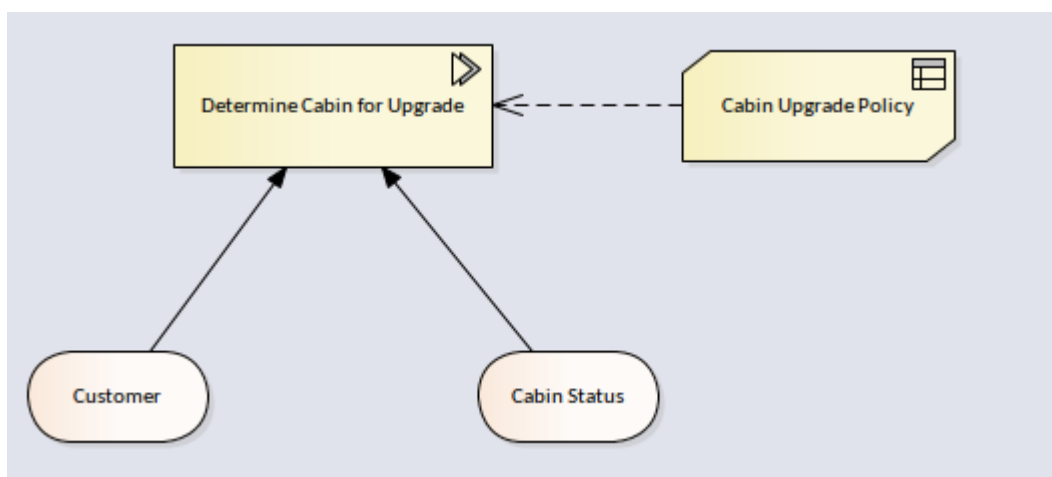 Determine Cabin for Upgrade
Cabin Upgrade Policy
Customer
Cabin Status